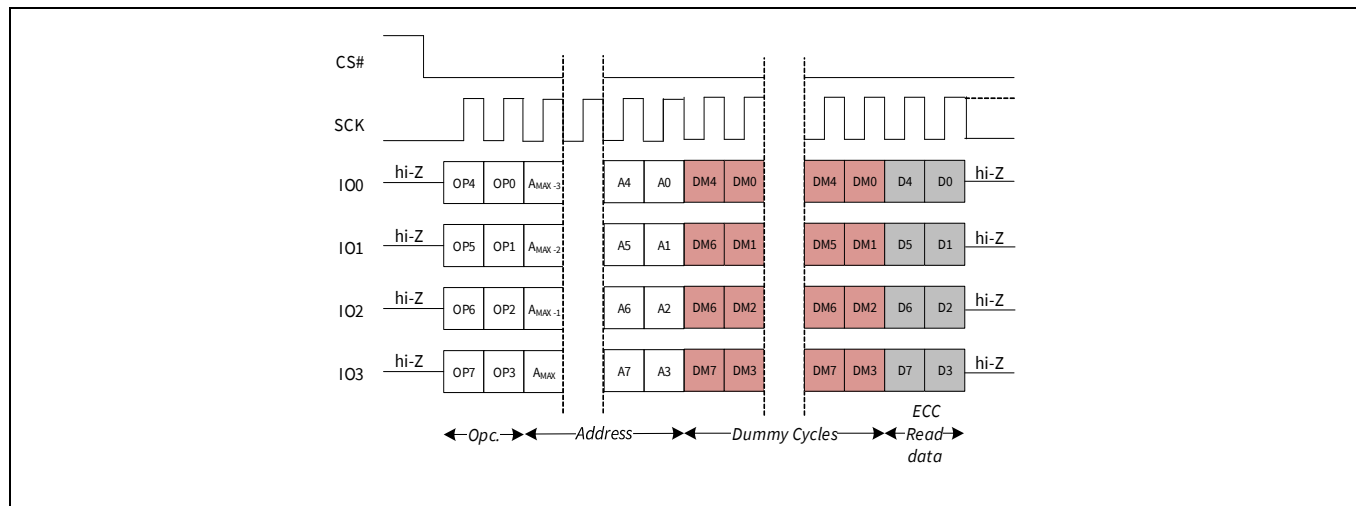 CS#
SCK
IO0 hi-Z OP4 OP0 AMAX -3 A4 A0 DM4 DM0 DM4 DM0 D4 D0 hi-Z
IO1 hi-Z OP5 OP1 AMAX -2 A5 A1 DM6 DM1 DM5 DM1 D5 D1 hi-Z
IO2 hi-Z OP6 OP2 AMAX -1 A6 A2 DM6 DM2 DM6 DM2 D6 D2 hi-Z
IO3 hi-Z OP7 OP3 AMAX A7 A3 DM7 DM3 DM7 DM3 D7 D3 hi-Z
Opc. Address Dummy Cycles ECC
Read
data